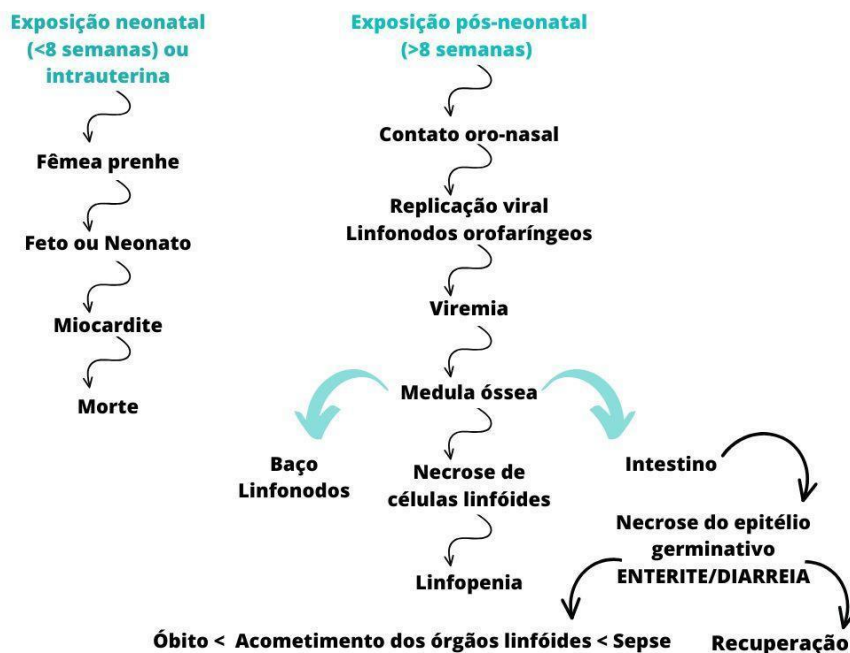 Exposição neonatal
(<8 semanas) ou
intrauterina
Fêmea prenhe
Feto ou Neonato
Miocardite
Morte
Exposição pós-neonatal
(>8 semanas)
Contato oro-nasal
Replicação viral
Linfonodos orofaríngeos
Viremia
Medula óssea
Baço
Linfonodos
Necrose de
células linfóides
Linfopenia
Intestino
Necrose do epitélio
germinativo
ENTERITE/DIARREIA
Óbito < Acometimento dos órgãos linfóides < Sepse
Recuperação